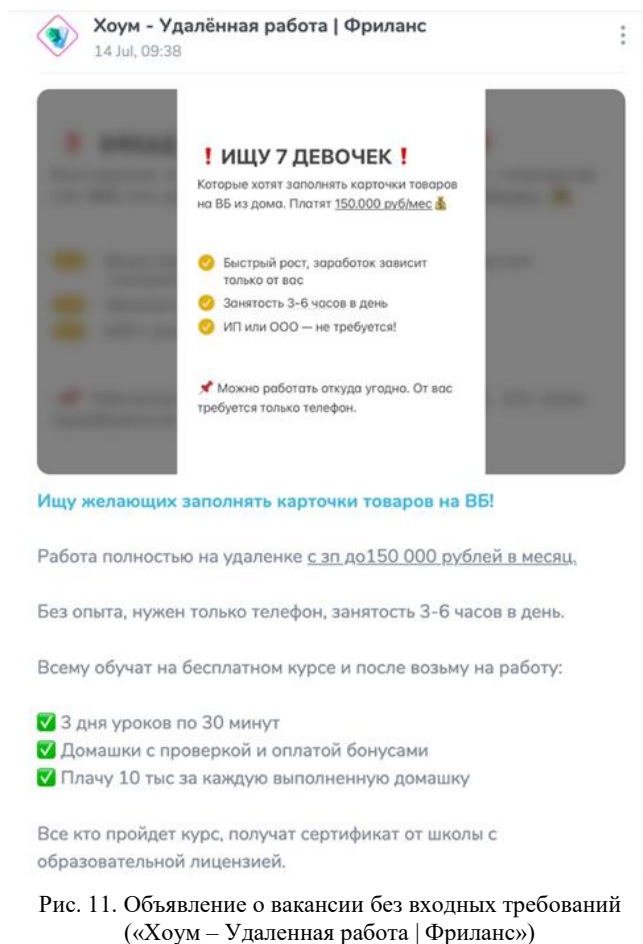 Хоум - Удалённая работа | Фриланс
14 Jul, 09:38
❗ ИЩУ 7 ДЕВОЧЕК ❗
Которые хотят заполнять карточки товаров
на ВБ из дома. Платят 150.000 руб/мес 💰
Быстрый рост, заработок зависит
только от вас
Занятость 3-6 часов в день
ИП или ООО — не требуется!
📌 Можно работать откуда угодно. От вас
требуется только телефон.
Ищу желающих заполнять карточки товаров на ВБ!
Работа полностью на удаленке с зп до150 000 рублей в месяц.
Без опыта, нужен только телефон, занятость 3-6 часов в день.
Всему обучат на бесплатном курсе и после возьму на работу:
✅ 3 дня уроков по 30 минут
✅ Домашки с проверкой и оплатой бонусами
✅ Плачу 10 тыс за каждую выполненную домашку
Все кто пройдет курс, получат сертификат от школы с
образовательной лицензией.
Рис. 11. Объявление о вакансии без входных требований
(«Хоум – Удаленная работа | Фриланс»)